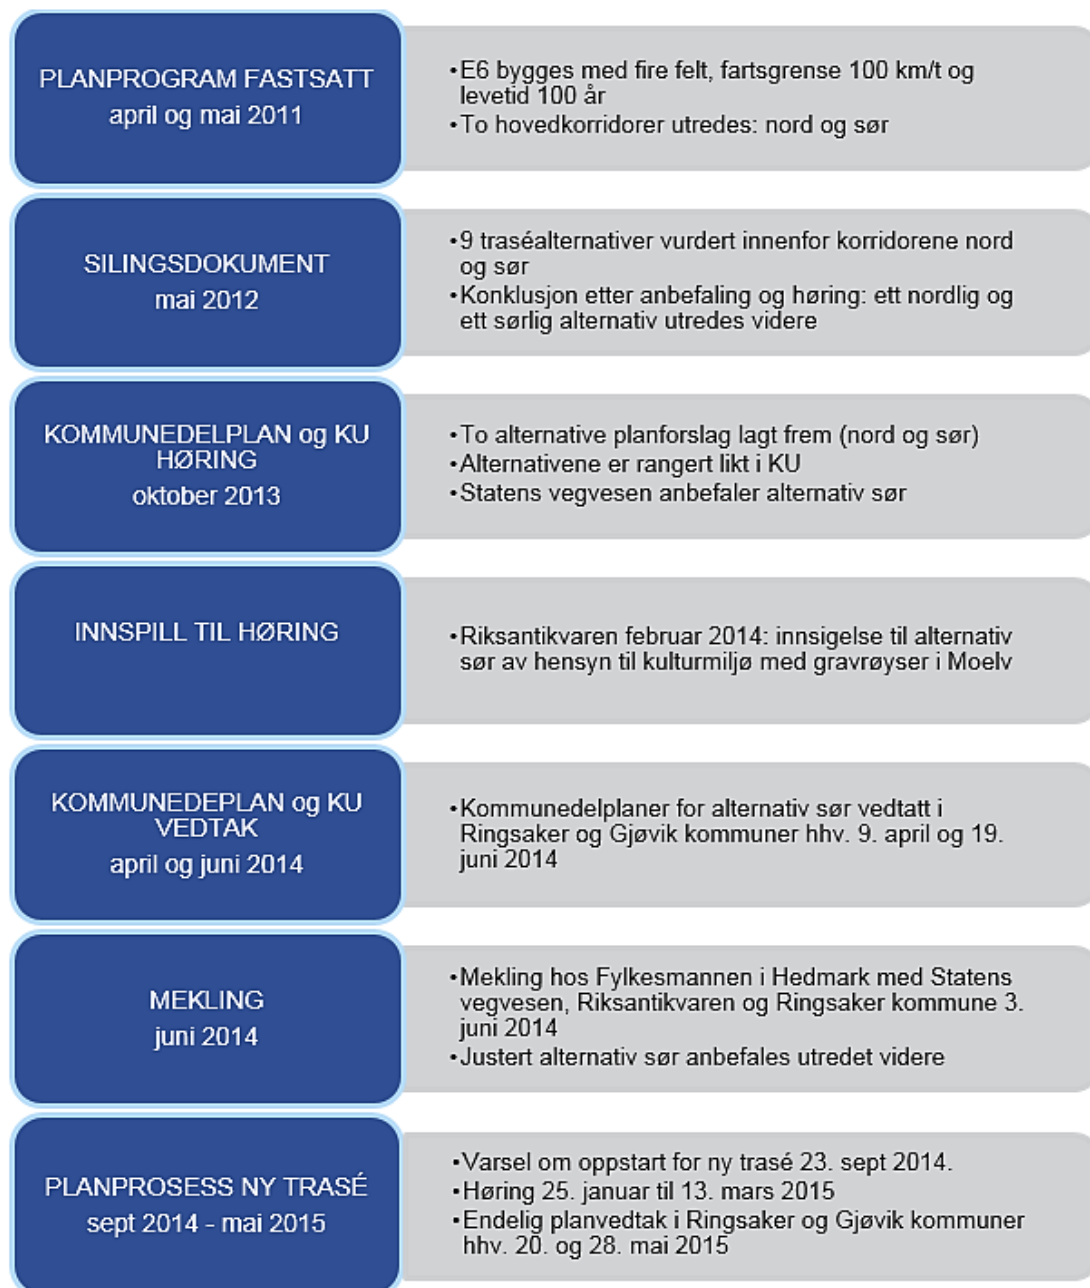 PLANPROGRAM FASTSATT
april og mai 2011
•E6 bygges med fire felt, fartsgrense 100 km/t og
levetid 100 år
•To hovedkorridorer utredes: nord og sør
SILINGSDOKUMENT
mai 2012
•9 traséalternativer vurdert innenfor korridorene nord
og sør
•Konklusjon etter anbefaling og høring: ett nordlig og
ett sørlig alternativ utredes videre
KOMMUNEDELPLAN og KU
HØRING
oktober 2013
•To alternative planforslag lagt frem (nord og sør)
•Alternativene er rangert likt i KU
•Statens vegvesen anbefaler alternativ sør
INNSPILL TIL HØRING
•Riksantikvaren februar 2014: innsigelse til alternativ
sør av hensyn til kulturmiljø med gravrøyser i Moelv
KOMMUNEDEPLAN og KU
VEDTAK
april og juni 2014
•Kommunedelplaner for alternativ sør vedtatt i
Ringsaker og Gjøvik kommuner hhv. 9. april og 19.
juni 2014
MEKLING
juni 2014
•Mekling hos Fylkesmannen i Hedmark med Statens
vegvesen, Riksantikvaren og Ringsaker kommune 3.
juni 2014
•Justert alternativ sør anbefales utredet videre
PLANPROSESS NY TRASÉ
sept 2014 - mai 2015
•Varsel om oppstart for ny trasé 23. sept 2014.
•Høring 25. januar til 13. mars 2015
•Endelig planvedtak i Ringsaker og Gjøvik kommuner
hhv. 20. og 28. mai 2015